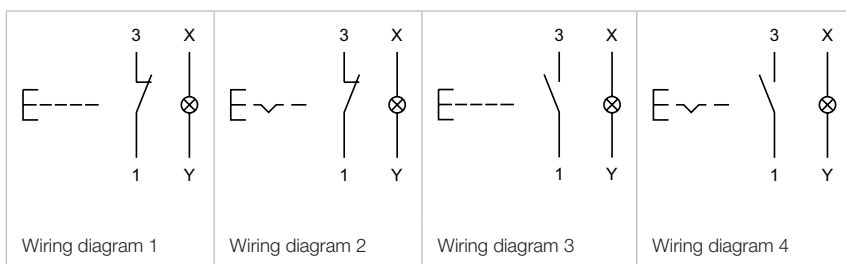 3 X
1 Y
Wiring diagram 1
3 X
1 Y
Wiring diagram 2
3 X
1 Y
Wiring diagram 3
3 X
1 Y
Wiring diagram 4